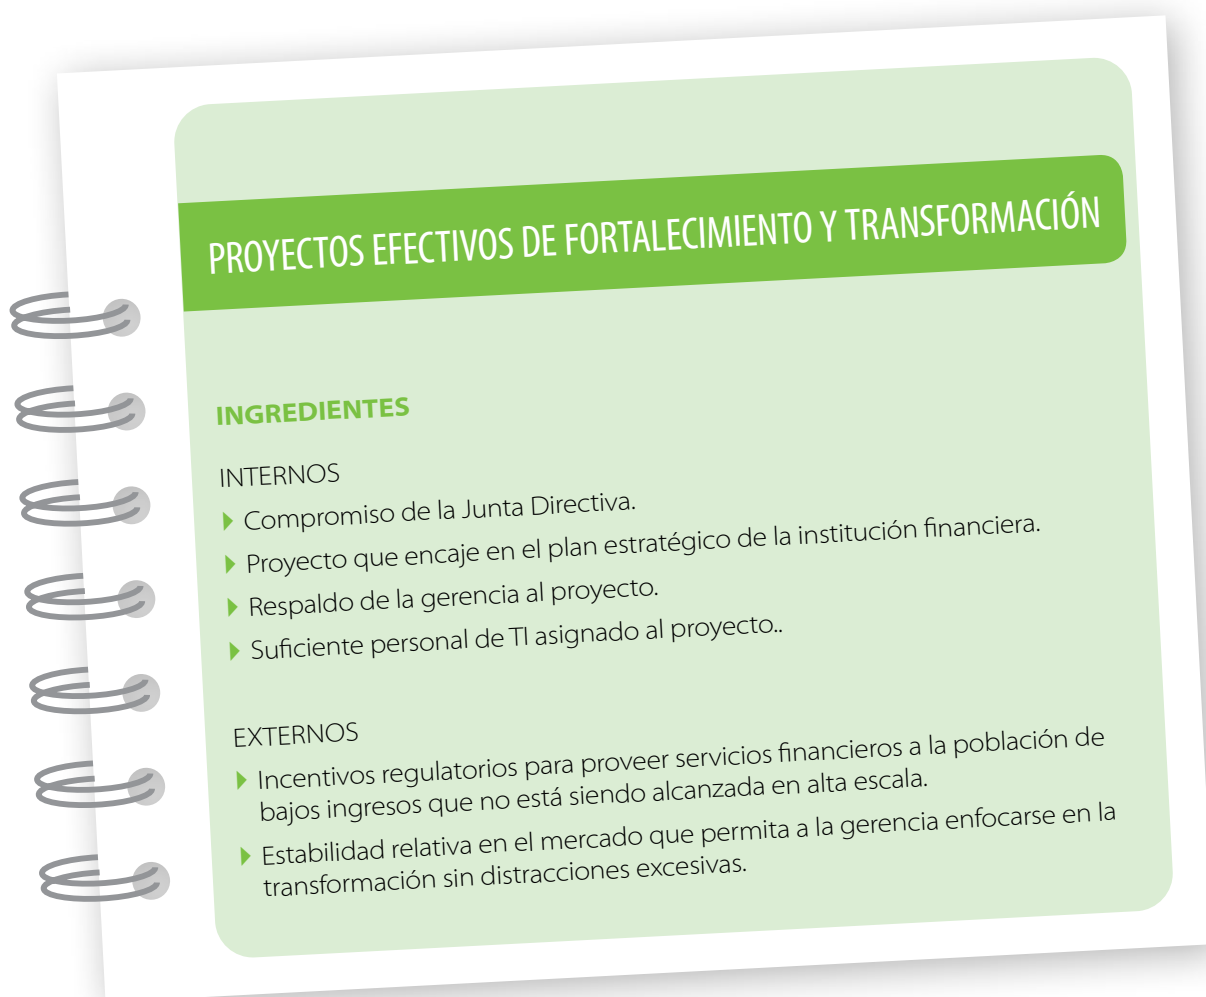 PROYECTOS EFECTIVOS DE FORTALECIMIENTO Y TRANSFORMACIÓN
INGREDIENTES
INTERNOS
Compromiso de la Junta Directiva.
Proyecto que encaje en el plan estratégico de la institución financiera.
Respaldo de la gerencia al proyecto.
Suficiente personal de TI asignado al proyecto..
EXTERNOS
Incentivos regulatorios para proveer servicios financieros a la población de
bajos ingresos que no está siendo alcanzada en alta escala.
Estabilidad relativa en el mercado que permita a la gerencia enfocarse en la
transformación sin distracciones excesivas.